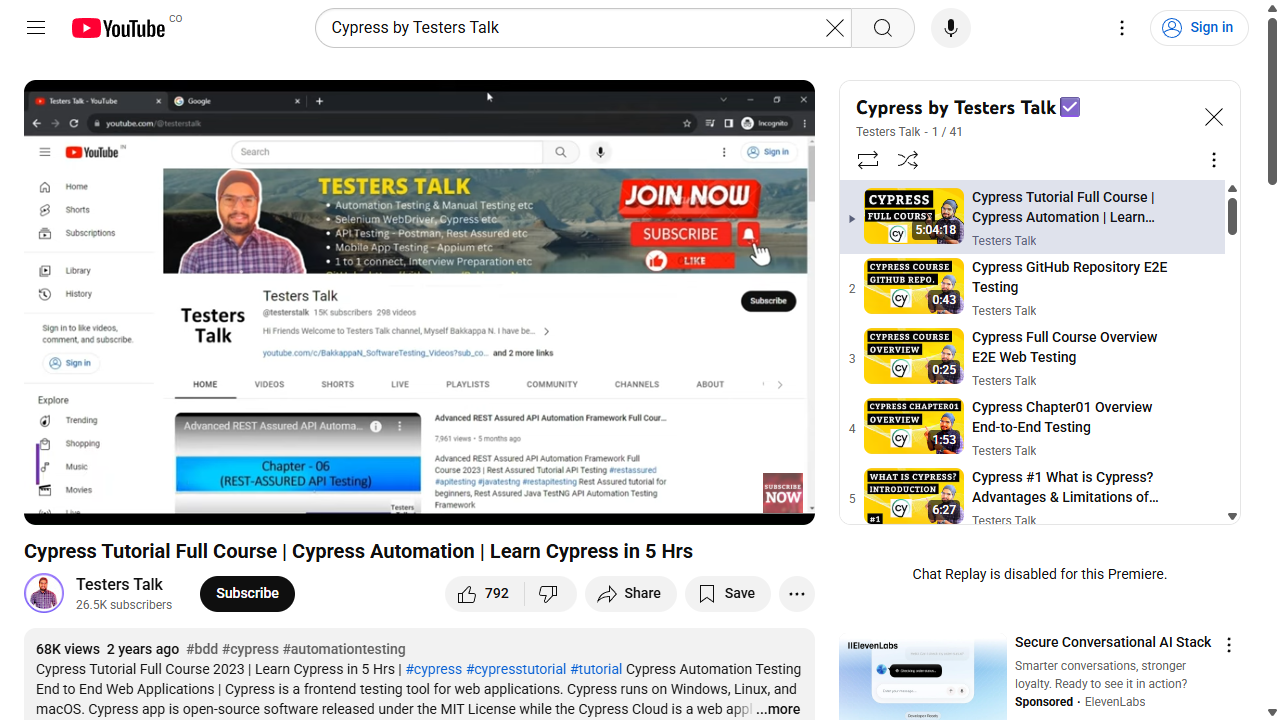 YouTube CO
Cypress by Testers Talk
Sign in
Testers Talk - YouTube
Google
youtube.com/@testerstalk
Incognito
YouTube IN
Search
Sign in
Home
Shorts
Subscriptions
Library
History
Sign in to like videos,
comment, and subscribe.
Sign in
Explore
Trending
Shopping
Music
Movies
Live
TESTERS TALK
• Automation Testing & Manual Testing etc
• Selenium WebDriver, Cypress etc
• API Testing - Postman, Rest Assured etc
• Mobile App Testing - Appium etc
• 1 to 1 connect, Interview Preparation etc
JOIN NOW
SUBSCRIBE
LIKE
Testers
Talk
Testers Talk
@testerstalk 15K subscribers 298 videos
Hi Friends Welcome to Testers Talk channel, Myself Bakkappa N. I have be...
youtube.com/c/BakkappaN_SoftwareTesting_Videos?sub_co... and 2 more links
Subscribe
HOME VIDEOS SHORTS LIVE PLAYLISTS COMMUNITY CHANNELS ABOUT
Advanced REST Assured API Automa...
Chapter - 06
(REST-ASSURED API Testing)
Testers
Advanced REST Assured API Automation Framework Full Cour...
7,961 views • 5 months ago
Advanced REST Assured API Automation Framework Full
Course 2023 | Rest Assured Tutorial API Testing #restassured
#apitesting #javatestng #restapitesting Rest Assured tutorial for
beginners, Rest Assured Java TestNG API Automation Testing
Framework
SUBSCRIBE
NOW
Cypress by Testers Talk
Testers Talk - 1 / 41
CYPRESS
FULL COURSE
cy
5:04:18
Cypress Tutorial Full Course |
Cypress Automation | Learn...
Testers Talk
2
CYPRESS COURSE
GITHUB REPO.
cy
0:43
Cypress GitHub Repository E2E
Testing
Testers Talk
3
CYPRESS COURSE
OVERVIEW
cy
0:25
Cypress Full Course Overview
E2E Web Testing
Testers Talk
4
CYPRESS CHAPTER01
OVERVIEW
cy
1:53
Cypress Chapter01 Overview
End-to-End Testing
Testers Talk
5
WHAT IS CYPRESS?
INTRODUCTION
cy
#1
6:27
Cypress #1 What is Cypress?
Advantages & Limitations of...
Testers Talk
Cypress Tutorial Full Course | Cypress Automation | Learn Cypress in 5 Hrs
Testers Talk
26.5K subscribers
Subscribe
792
Share
Save
68K views 2 years ago #bdd #cypress #automationtesting
Cypress Tutorial Full Course 2024 | Learn Cypress in 5 Hrs | #cypress #cypresstutorial #tutorial Cypress Automation Testing
End to End Web Applications | Cypress is a frontend testing tool for web applications. Cypress runs on Windows, Linux, and
macOS. Cypress app is open-source software released under the MIT License while the Cypress Cloud is a web app ...more
Chat Replay is disabled for this Premiere.
IIElevenLabs
Secure Conversational AI Stack
Smarter conversations, stronger
loyalty. Ready to see it in action?
Sponsored · ElevenLabs